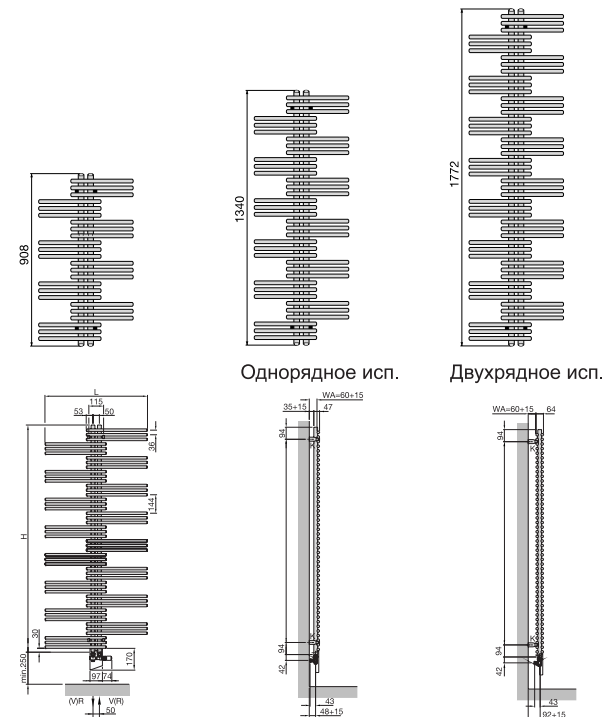 908
1340
1772
Однорядное исп.
Двухрядное исп.
L
115
53
50
36
144
H
30
min.250
170
97
74
(V)R
V(R)
50
WA=60+15
35+15
47
94
K
K
94
42
43
48+15
WA=60+15
64
94
K
K
94
42
43
92+15